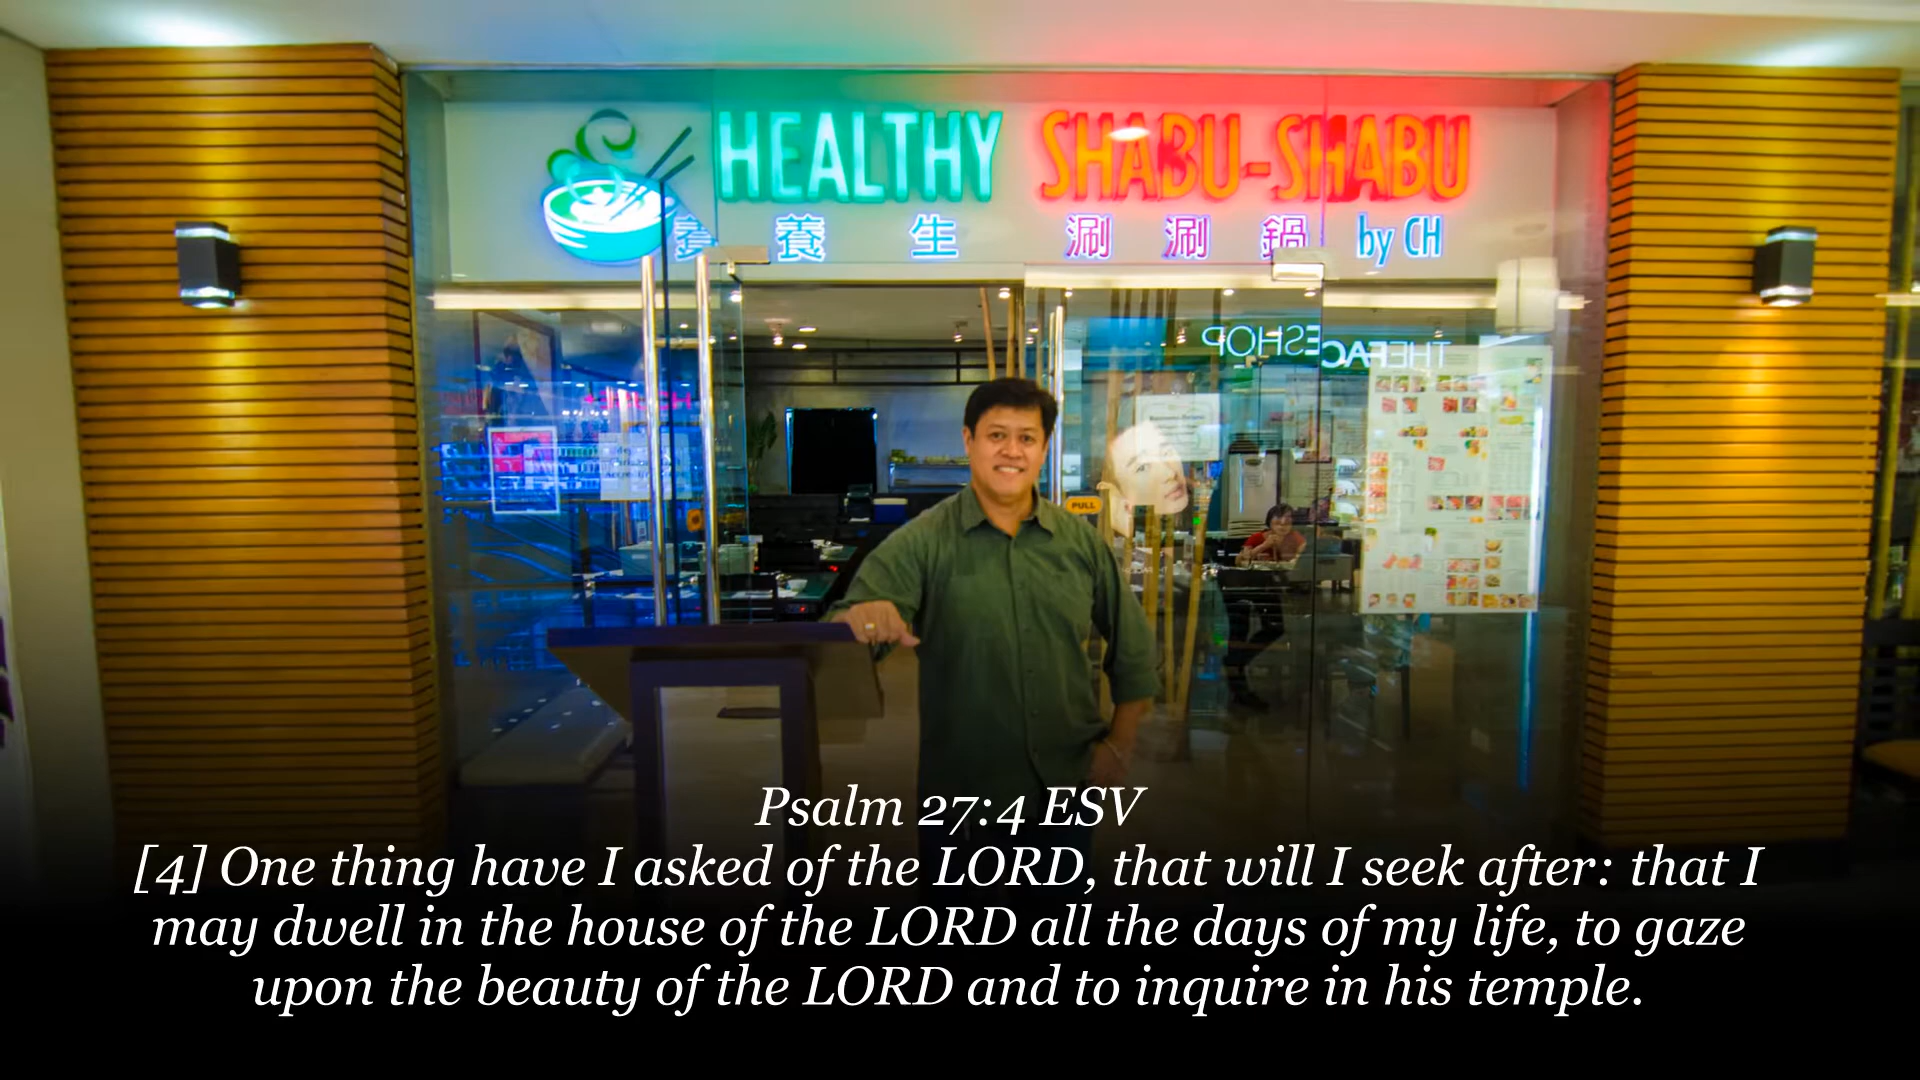 HEALTHY SHABU-SHABU
養 生 涮 涮 鍋 by CH
THEFACESHOP
PULL
Psalm 27:4 ESV
[4] One thing have I asked of the LORD, that will I seek after: that I
may dwell in the house of the LORD all the days of my life, to gaze
upon the beauty of the LORD and to inquire in his temple.